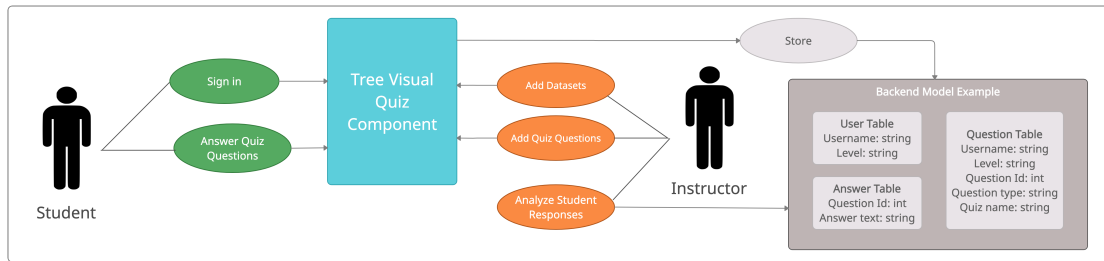 Sign in
Answer Quiz
Questions
Student
Tree Visual
Quiz
Component
Add Datasets
Add Quiz Questions
Analyze Student
Responses
Instructor
Store
Backend Model Example
User Table
Username: string
Level: string
Answer Table
Question Id: int
Answer text: string
Question Table
Username: string
Level: string
Question Id: int
Question type: string
Quiz name: string